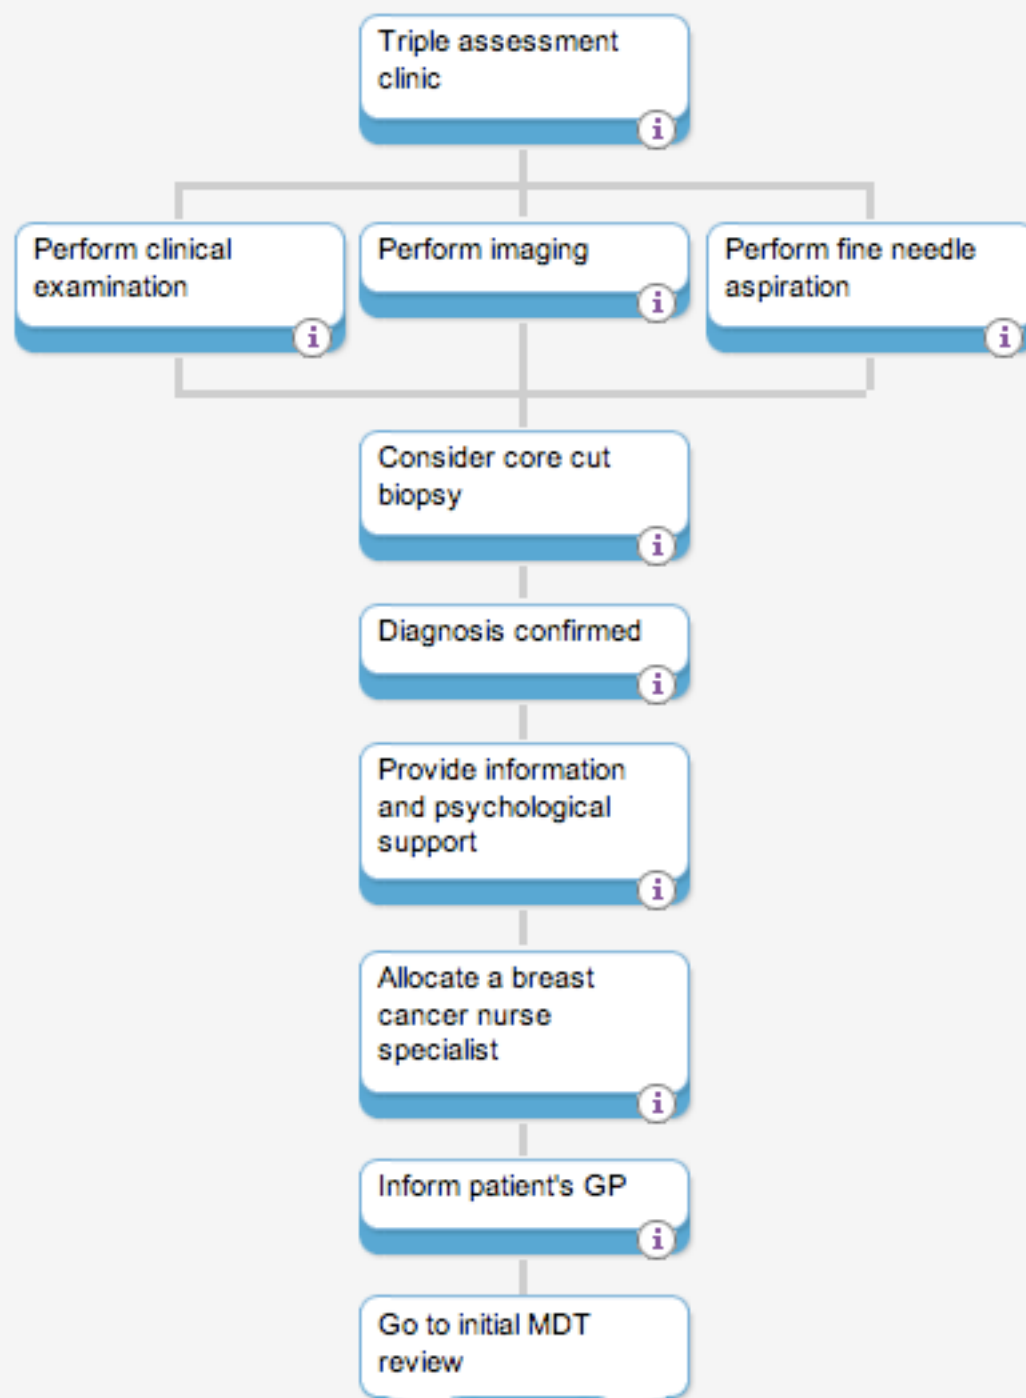 Triple assessment
clinic
Perform clinical
examination
Perform imaging
Perform fine needle
aspiration
Consider core cut
biopsy
Diagnosis confirmed
Provide information
and psychological
support
Allocate a breast
cancer nurse
specialist
Inform patient's GP
Go to initial MDT
review